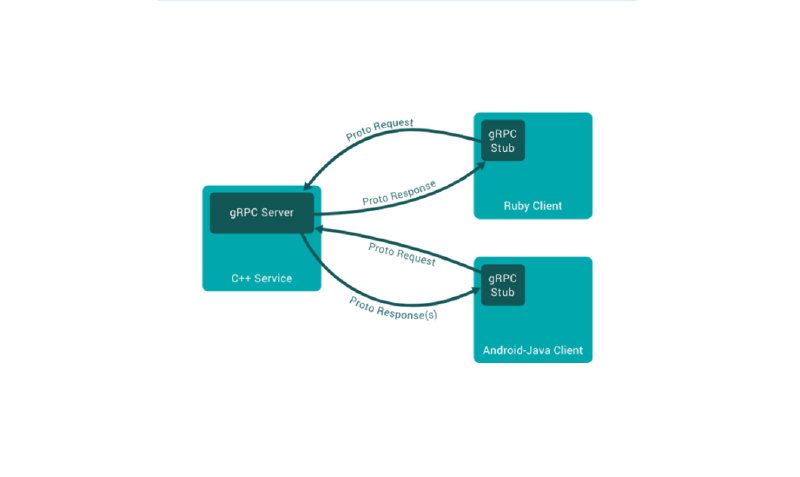 Proto Request
gRPC
Stub
Ruby Client
Proto Response
gRPC Server
C++ Service
Proto Request
gRPC
Stub
Proto Response(s)
Android-Java Client